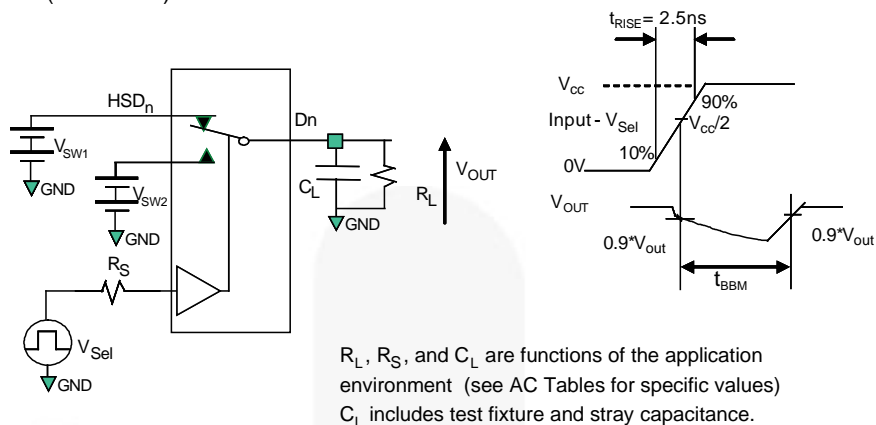 t_RISE = 2.5ns
HSD_n
Dn
V_SW1
GND
V_SW2
GND
C_L
R_L
V_OUT
GND
R_S
V_Sel
GND
V_cc
90%
Input - V_Sel
V_cc/2
10%
0V
V_OUT
0.9*V_out
0.9*V_out
t_BBM
R_L, R_S, and C_L are functions of the application
environment (see AC Tables for specific values)
C_L includes test fixture and stray capacitance.